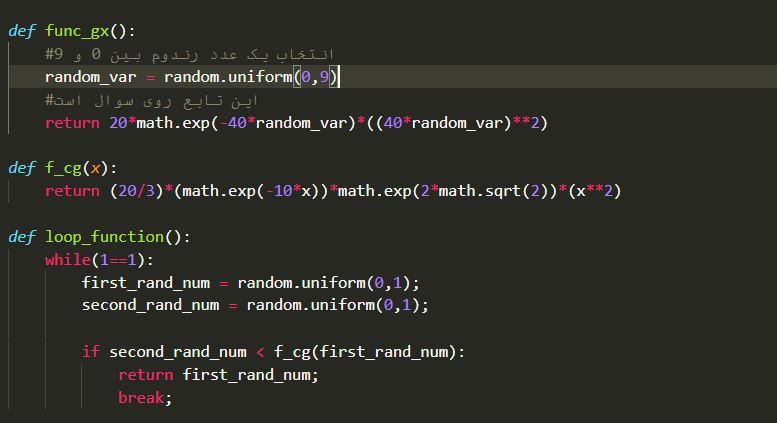 def func_gx():
#انتخاب یک عدد رندوم بین 0 و 9
random_var = random.uniform(0,9)
#این تابع روی سوال است
return 20*math.exp(-40*random_var)*((40*random_var)**2)
def f_cg(x):
return (20/3)*(math.exp(-10*x))*math.exp(2*math.sqrt(2))*(x**2)
def loop_function():
while(1==1):
first_rand_num = random.uniform(0,1);
second_rand_num = random.uniform(0,1);
if second_rand_num < f_cg(first_rand_num):
return first_rand_num;
break;